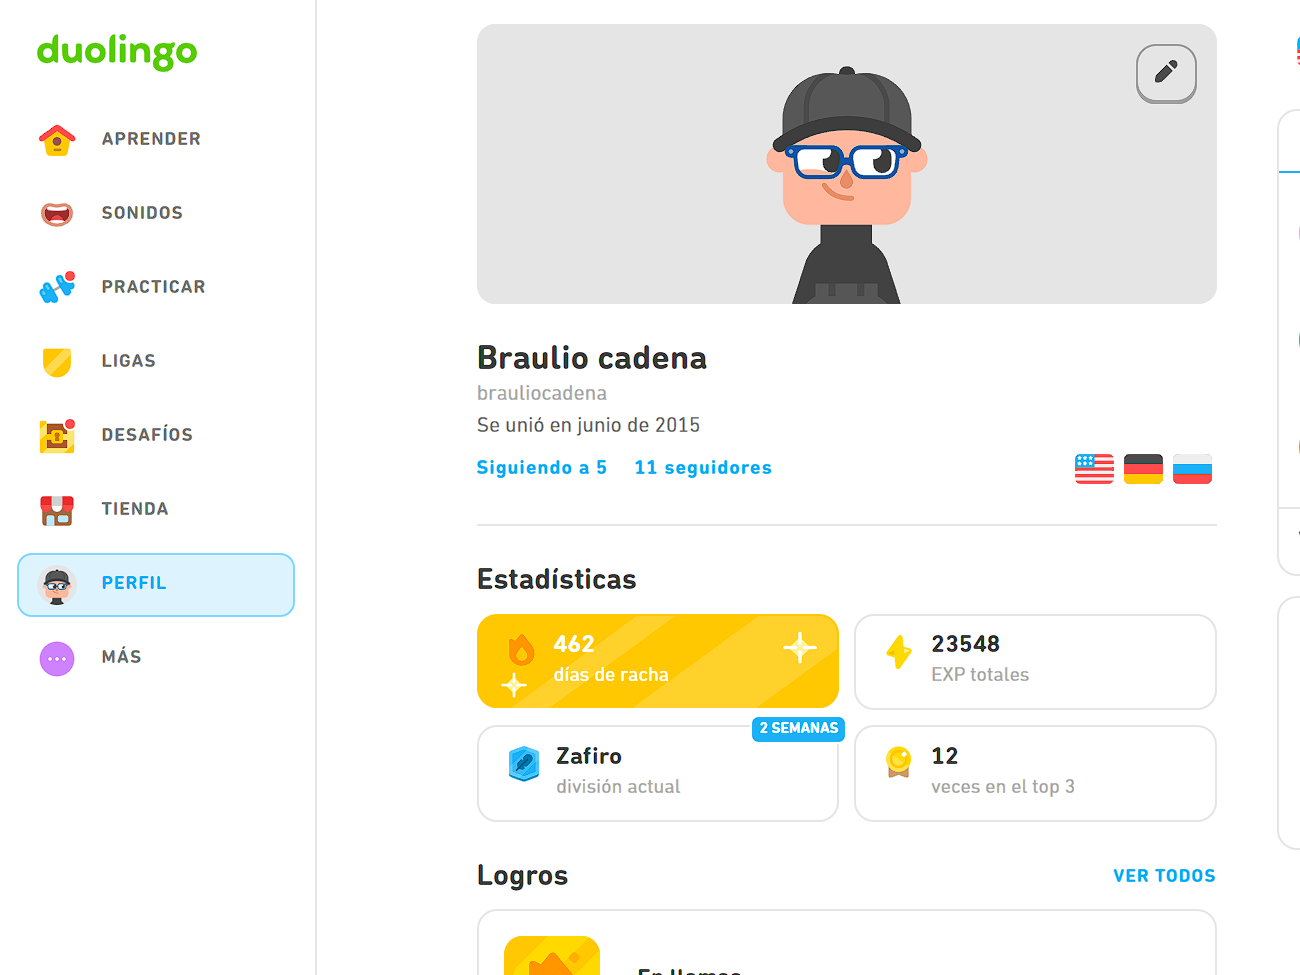 duolingo
APRENDER
SONIDOS
PRACTICAR
LIGAS
DESAFÍOS
TIENDA
PERFIL
MÁS
Braulio cadena
brauliocadena
Se unió en junio de 2015
Siguiendo a 5 11 seguidores
Estadísticas
462
días de racha
23548
EXP totales
2 SEMANAS
Zafiro
división actual
12
veces en el top 3
Logros
VER TODOS
En llamas